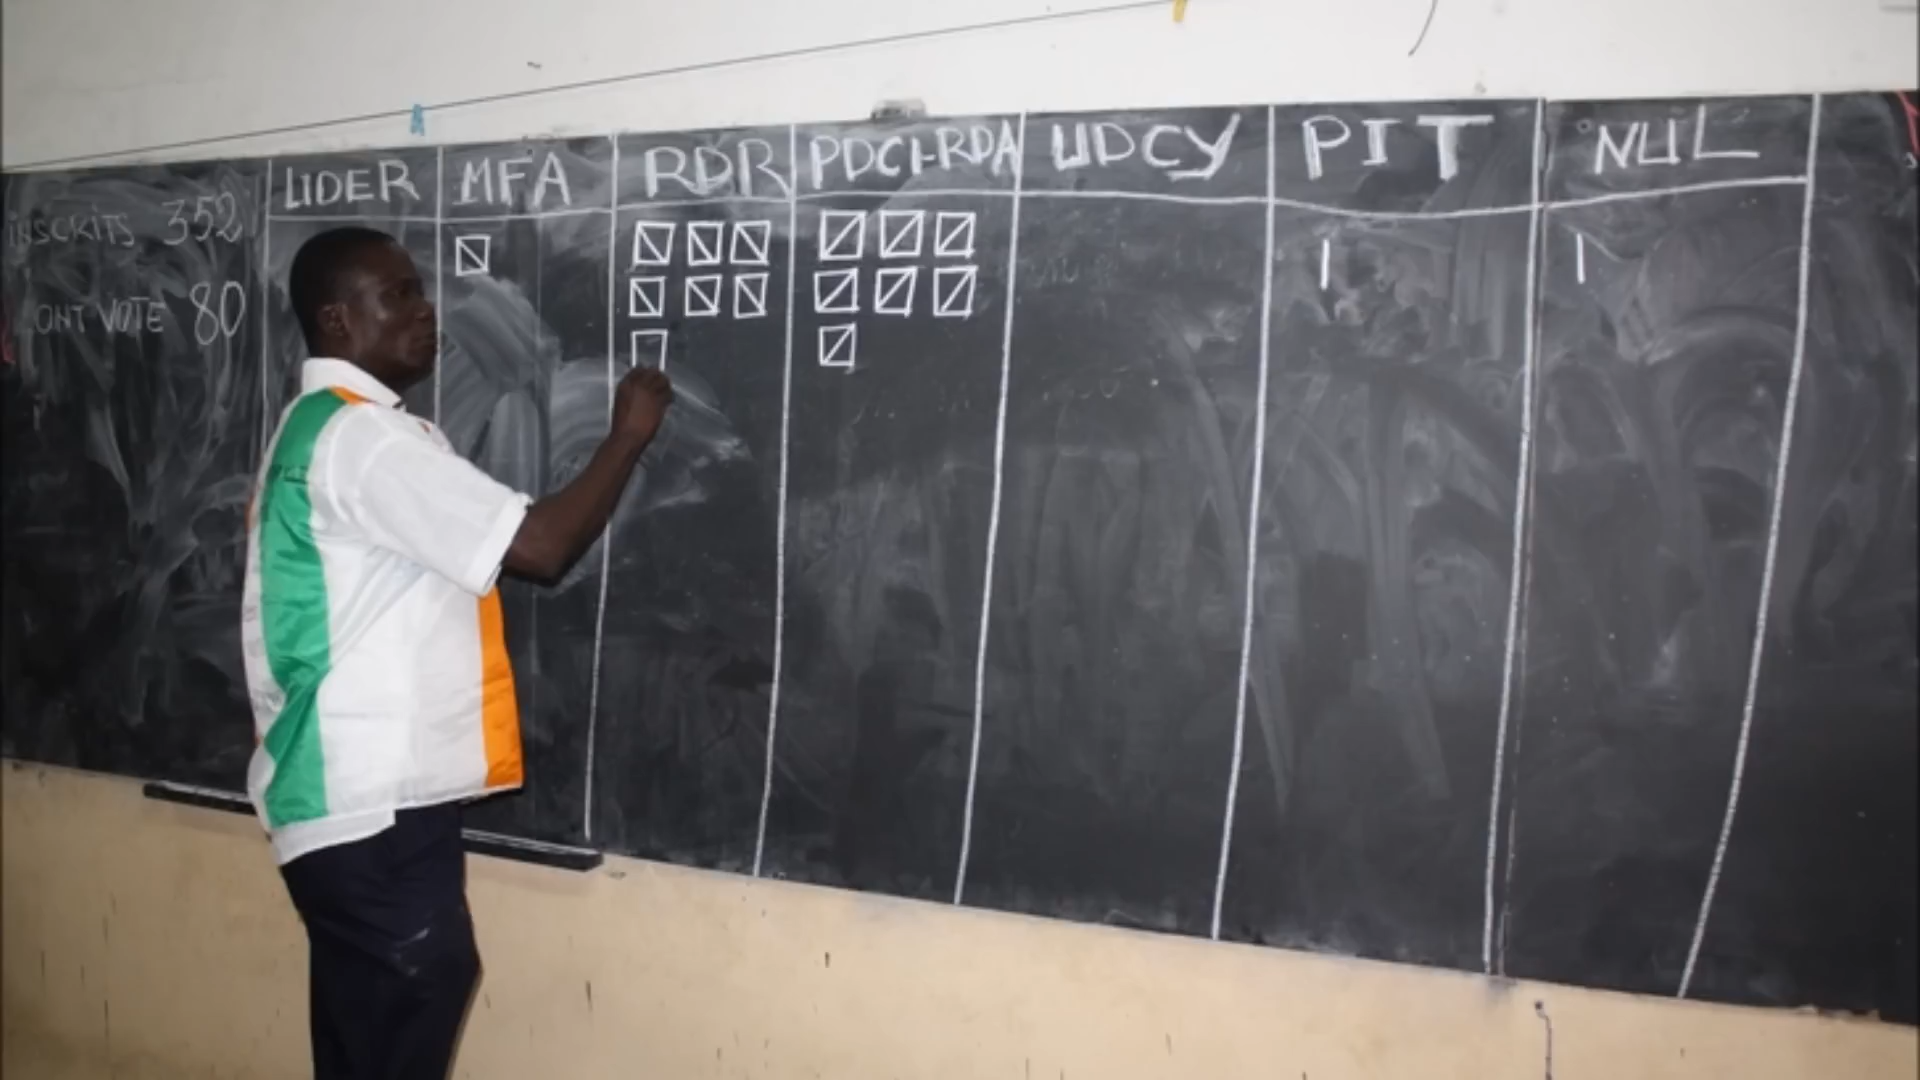 INSCRITS 352
ONT VOTE 80
LIDER
MFA
RDR
PDCI-RDA
UDCY
PIT
NUL